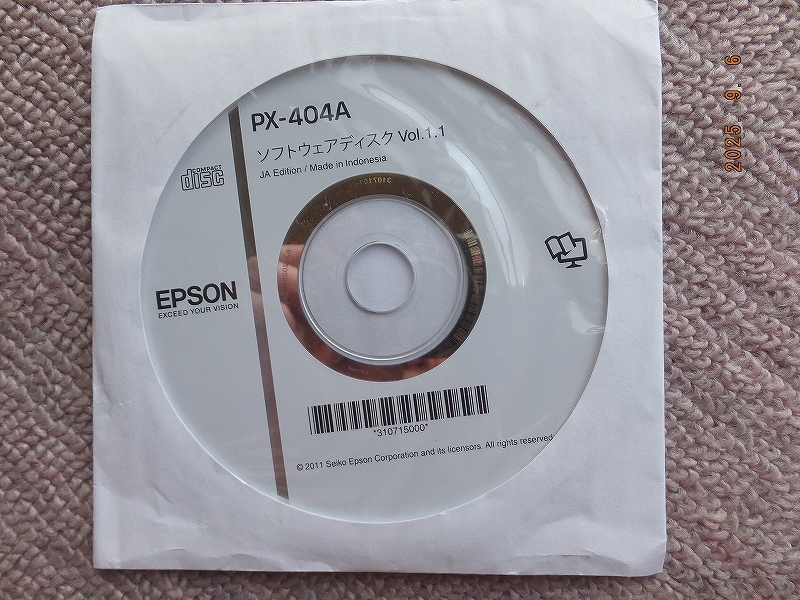 PX-404A
ソフトウェアディスク Vol.1.1
JA Edition / Made in Indonesia
COMPACT
disc
EPSON
EXCEED YOUR VISION
*310715000*
© 2011 Seiko Epson Corporation and its licensors. All rights reserved.
2025 9 6